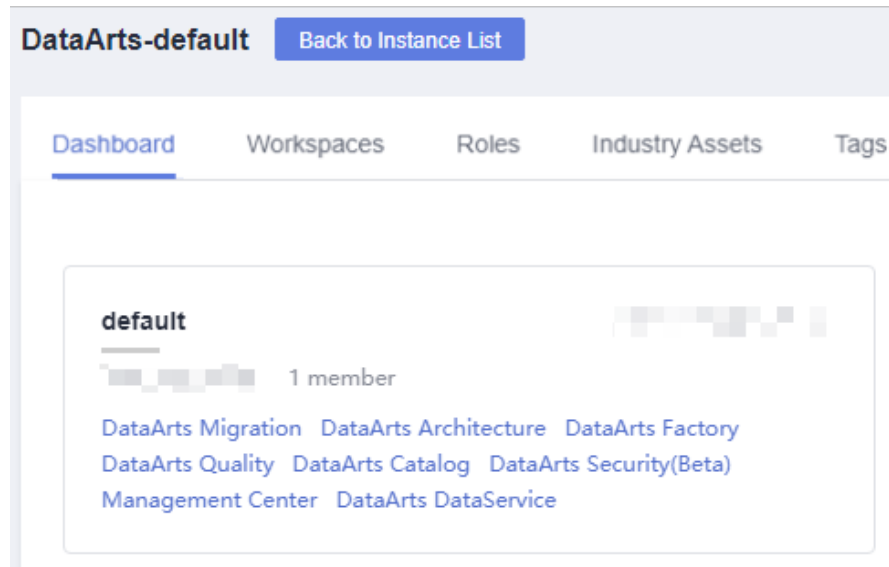 DataArts-default Back to Instance List
Dashboard Workspaces Roles Industry Assets Tags
default
1 member
DataArts Migration DataArts Architecture DataArts Factory
DataArts Quality DataArts Catalog DataArts Security(Beta)
Management Center DataArts DataService